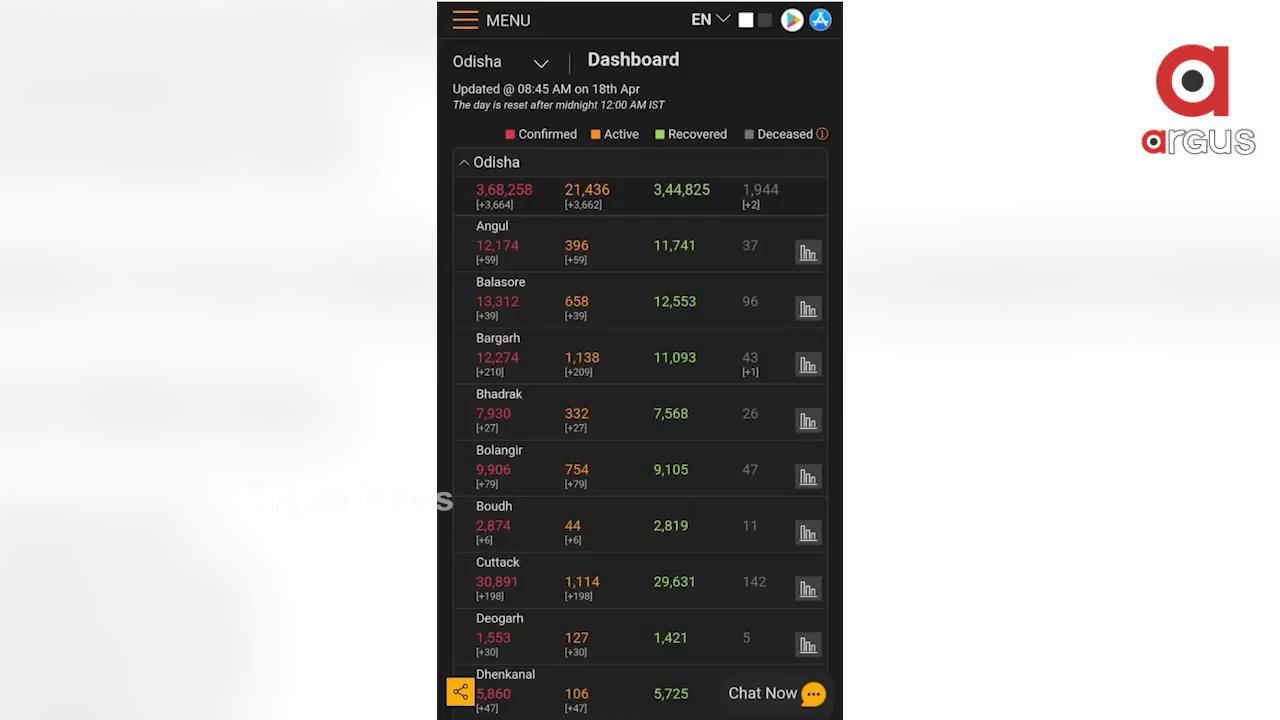 MENU EN
argus
Odisha Dashboard
Updated @ 08:45 AM on 18th Apr
The day is reset after midnight 12:00 AM IST
Confirmed Active Recovered Deceased
Odisha
3,68,258 21,436 3,44,825 1,944
[+3,664] [+3,662] [+2]
Angul
12,174 396 11,741 37
[+59] [+59]
Balasore
13,312 658 12,553 96
[+39] [+39]
Bargarh
12,274 1,138 11,093 43
[+210] [+209] [+1]
Bhadrak
7,930 332 7,568 26
[+27] [+27]
Bolangir
9,906 754 9,105 47
[+79] [+79]
Argus News
Boudh
2,874 44 2,819 11
[+6] [+6]
Cuttack
30,891 1,114 29,631 142
[+198] [+198]
Deogarh
1,553 127 1,421 5
[+30] [+30]
Dhenkanal
5,860 106 5,725 Chat Now
[+47] [+47]